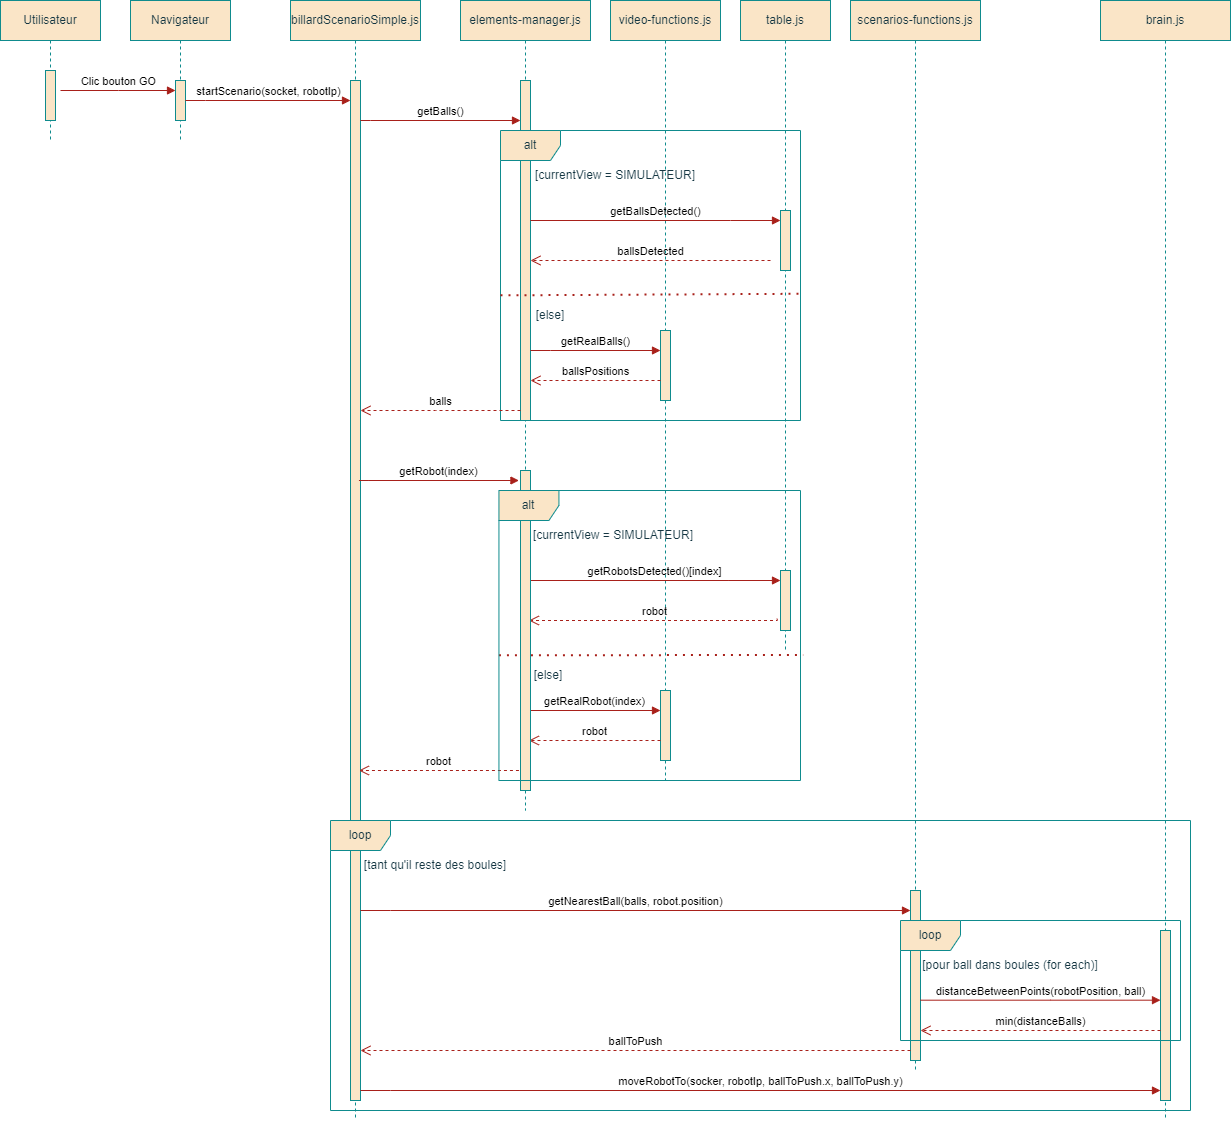 Utilisateur
Navigateur
billardScenarioSimple.js
elements-manager.js
video-functions.js
table.js
scenarios-functions.js
brain.js
Clic bouton GO
startScenario(socket, robotIp)
getBalls()
alt
[currentView = SIMULATEUR]
getBallsDetected()
ballsDetected
[else]
getRealBalls()
ballsPositions
balls
getRobot(index)
alt
[currentView = SIMULATEUR]
getRobotsDetected()[index]
robot
[else]
getRealRobot(index)
robot
robot
loop
[tant qu'il reste des boules]
getNearestBall(balls, robot.position)
loop
[pour ball dans boules (for each)]
distanceBetweenPoints(robotPosition, ball)
min(distanceBalls)
ballToPush
moveRobotTo(socker, robotIp, ballToPush.x, ballToPush.y)